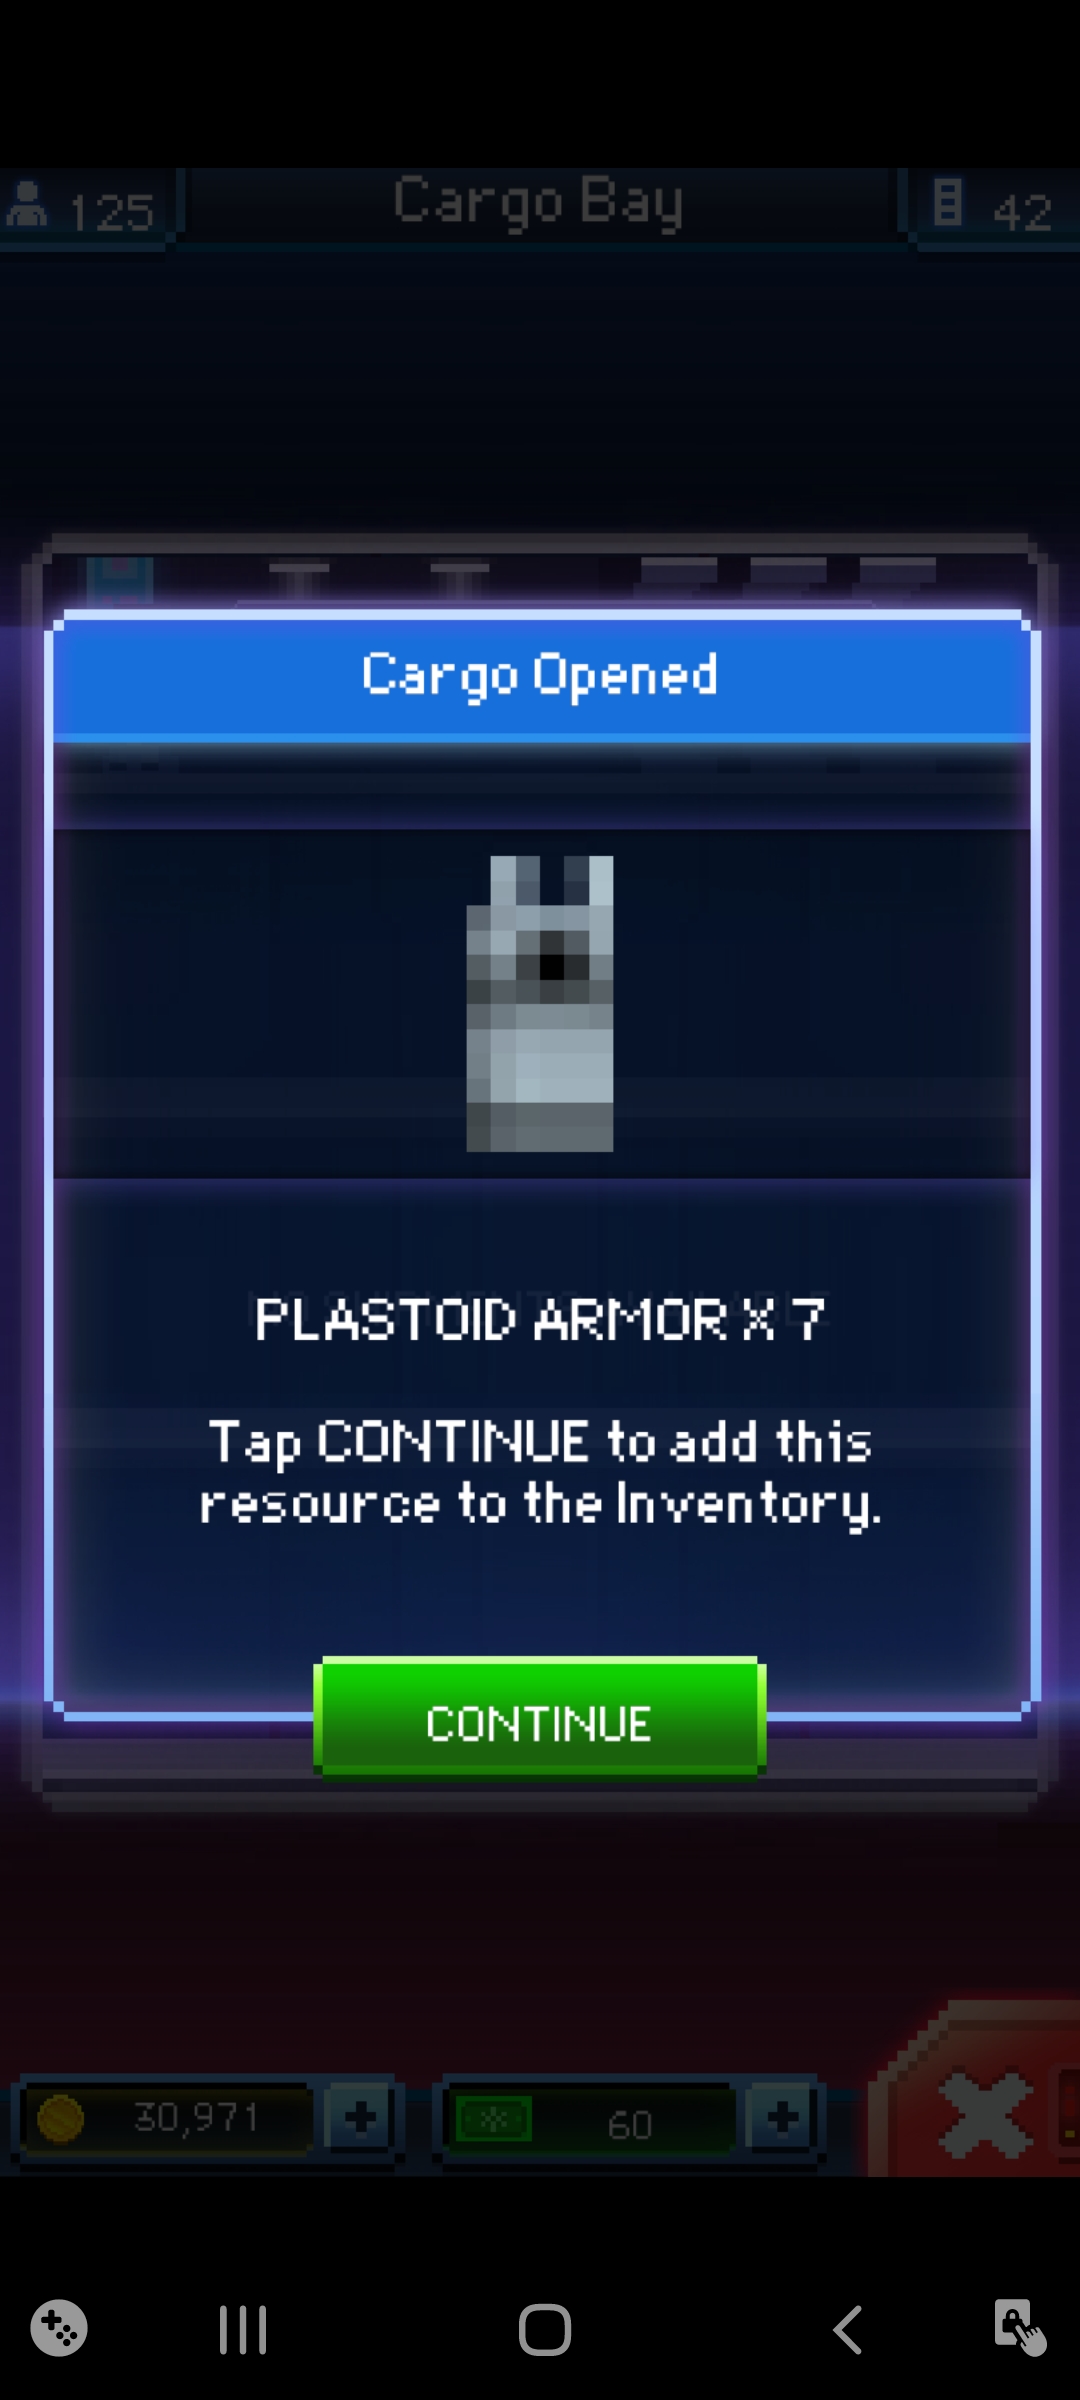 125
Cargo Bay
42
Cargo Opened
PLASTOID ARMOR X 7
Tap CONTINUE to add this
resource to the Inventory.
CONTINUE
30,971
60